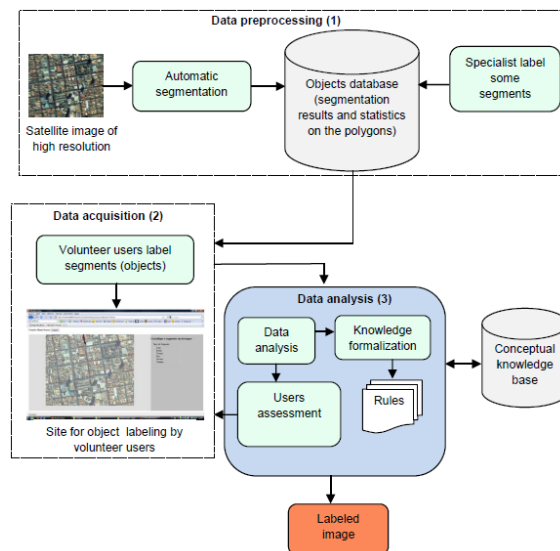 Data preprocessing (1)
Automatic
segmentation
Objects database
(segmentation
results and statistics
on the polygons)
Specialist label
some
segments
Satellite image of
high resolution
Data acquisition (2)
Volunteer users label
segments (objects)
Site for object labeling by
volunteer users
Data analysis (3)
Data
analysis
Knowledge
formalization
Users
assessment
Rules
Conceptual
knowledge
base
Labeled
image